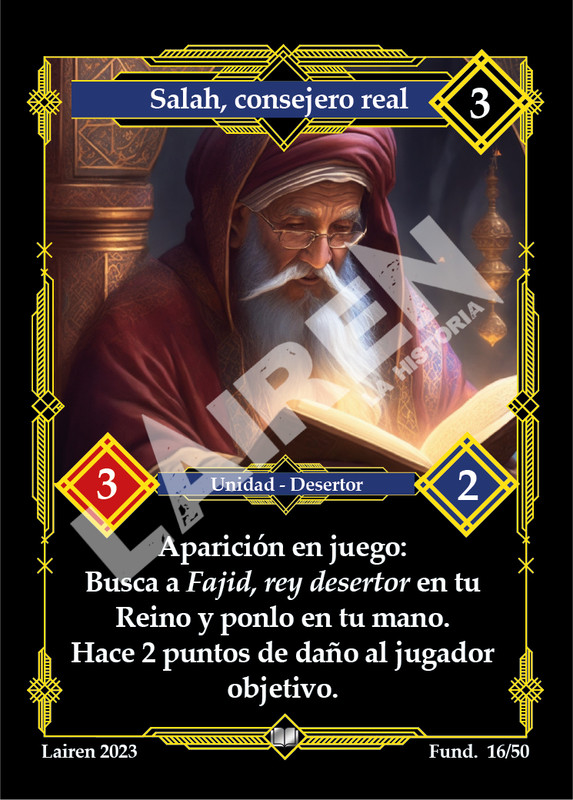 Salah, consejero real
3
LAIREN
LA HISTORIA
3
Unidad - Desertor
2
Aparición en juego:
Busca a Fajid, rey desertor en tu
Reino y ponlo en tu mano.
Hace 2 puntos de daño al jugador
objetivo.
Lairen 2023
Fund. 16/50